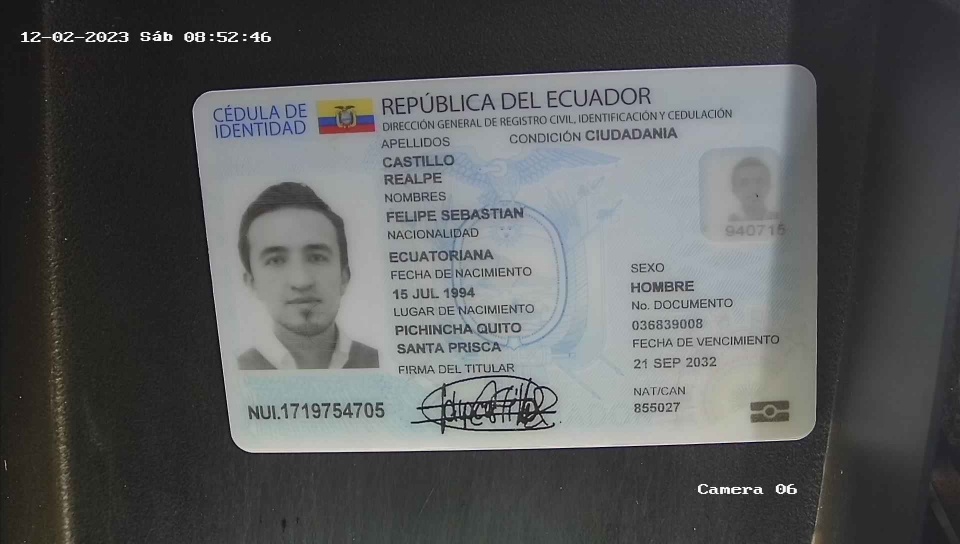 12-02-2023 Sáb 08:52:46
CÉDULA DE
IDENTIDAD
REPÚBLICA DEL ECUADOR
DIRECCIÓN GENERAL DE REGISTRO CIVIL, IDENTIFICACIÓN Y CEDULACIÓN
APELLIDOS
CONDICIÓN CIUDADANIA
CASTILLO
REALPE
NOMBRES
FELIPE SEBASTIAN
NACIONALIDAD
ECUATORIANA
FECHA DE NACIMIENTO
15 JUL 1994
LUGAR DE NACIMIENTO
PICHINCHA QUITO
SANTA PRISCA
FIRMA DEL TITULAR
940715
SEXO
HOMBRE
No. DOCUMENTO
036839008
FECHA DE VENCIMIENTO
21 SEP 2032
NAT/CAN
855027
NUI.1719754705
Camera 06